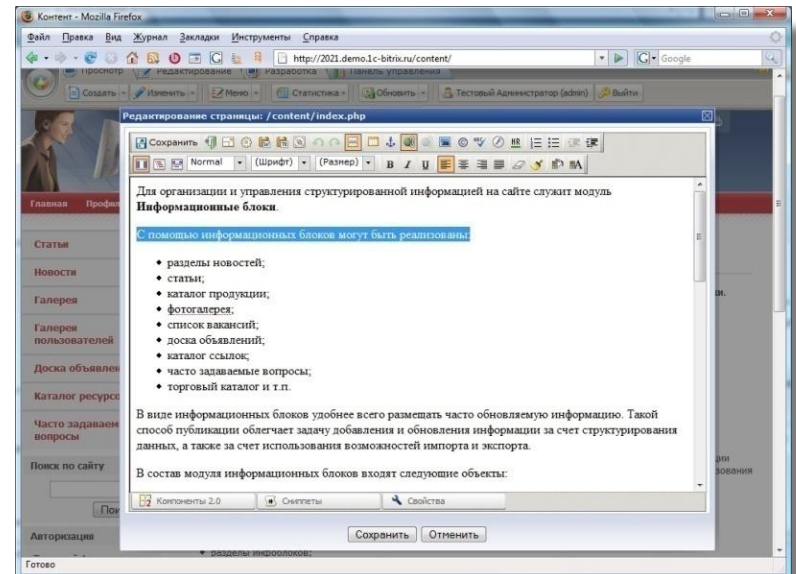 Контент - Mozilla Firefox
Файл Правка Вид Журнал Закладки Инструменты Справка
http://2021.demo.1c-bitrix.ru/content/ Google
Просмотр Редактирование Разработка Панель управления
Создать Изменить Меню Статистика Обновить Тестовый Администратор (admin) Выйти
Редактирование страницы: /content/index.php
Сохранить
Normal (Шрифт) (Размер) B I U
Для организации и управления структурированной информацией на сайте служит модуль
Информационные блоки.
С помощью информационных блоков могут быть реализованы:
разделы новостей;
статьи;
каталог продукции;
фотогалерея;
список вакансий;
доска объявлений;
каталог ссылок;
часто задаваемые вопросы;
торговый каталог и т.п.
В виде информационных блоков удобнее всего размещать часто обновляемую информацию. Такой
способ публикации облегчает задачу добавления и обновления информации за счет структурирования
данных, а также за счет использования возможностей импорта и экспорта.
В состав модуля информационных блоков входят следующие объекты:
Компоненты 2.0 Сниппеты Свойства
Сохранить Отменить
Главная Профил
Статьи
Новости
Галерея
Галерея
пользователей
Доска объявлен
Каталог ресурсо
Часто задаваем
вопросы
Поиск по сайту
Пои
Авторизация
разделы инфоблоков;
Готово